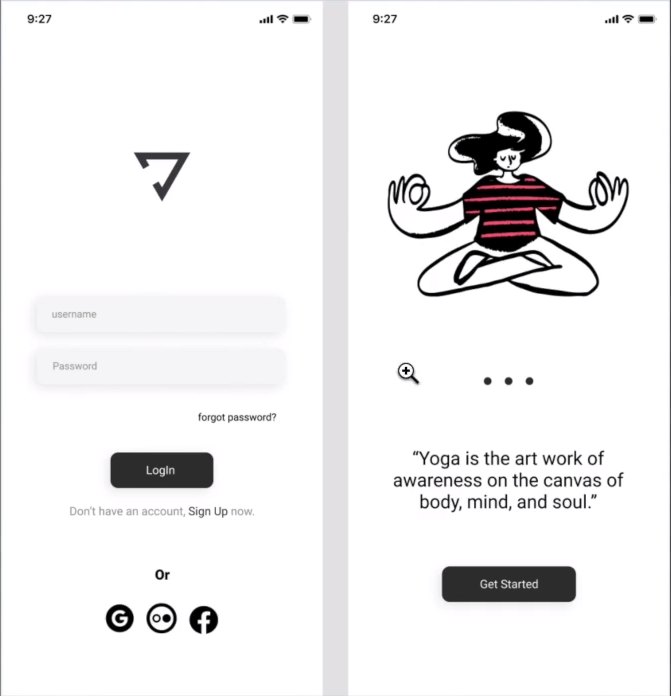 9:27
username
Password
forgot password?
LogIn
Don't have an account, Sign Up now.
Or
9:27
“Yoga is the art work of
awareness on the canvas of
body, mind, and soul.”
Get Started